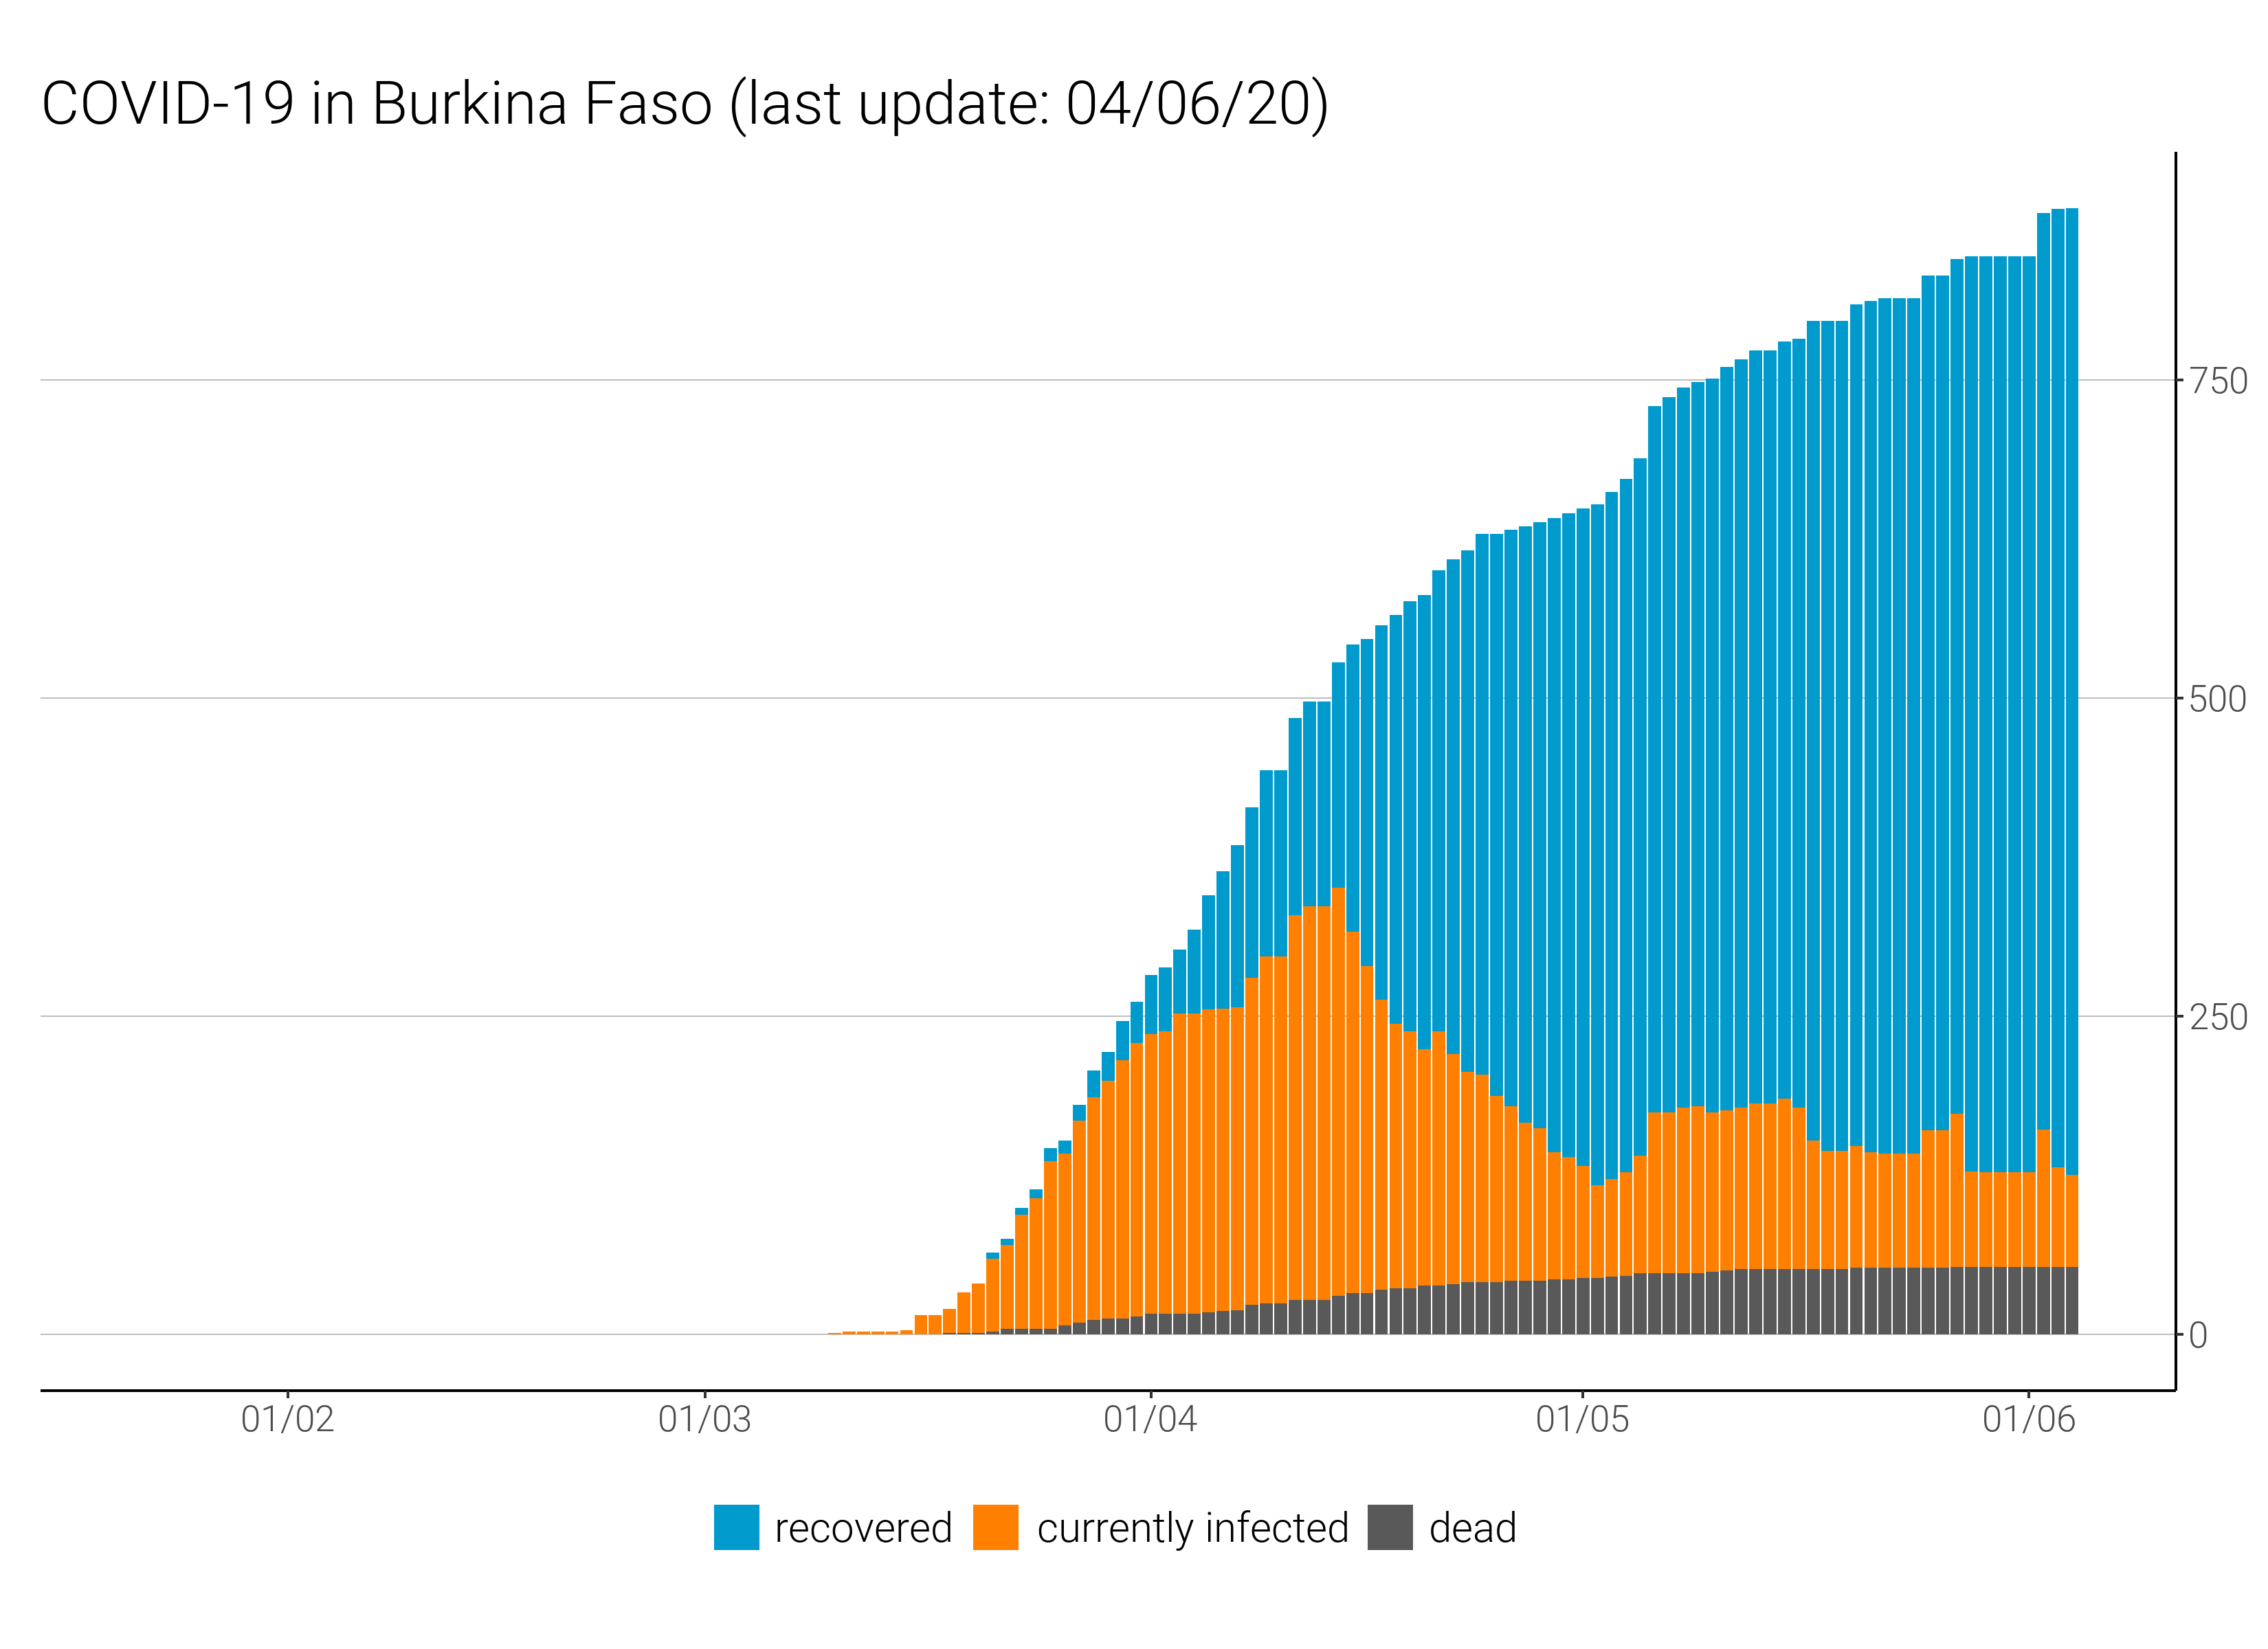 COVID-19 in Burkina Faso (last update: 04/06/20)
750
500
250
0
01/02 01/03 01/04 01/05 01/06
recovered currently infected dead